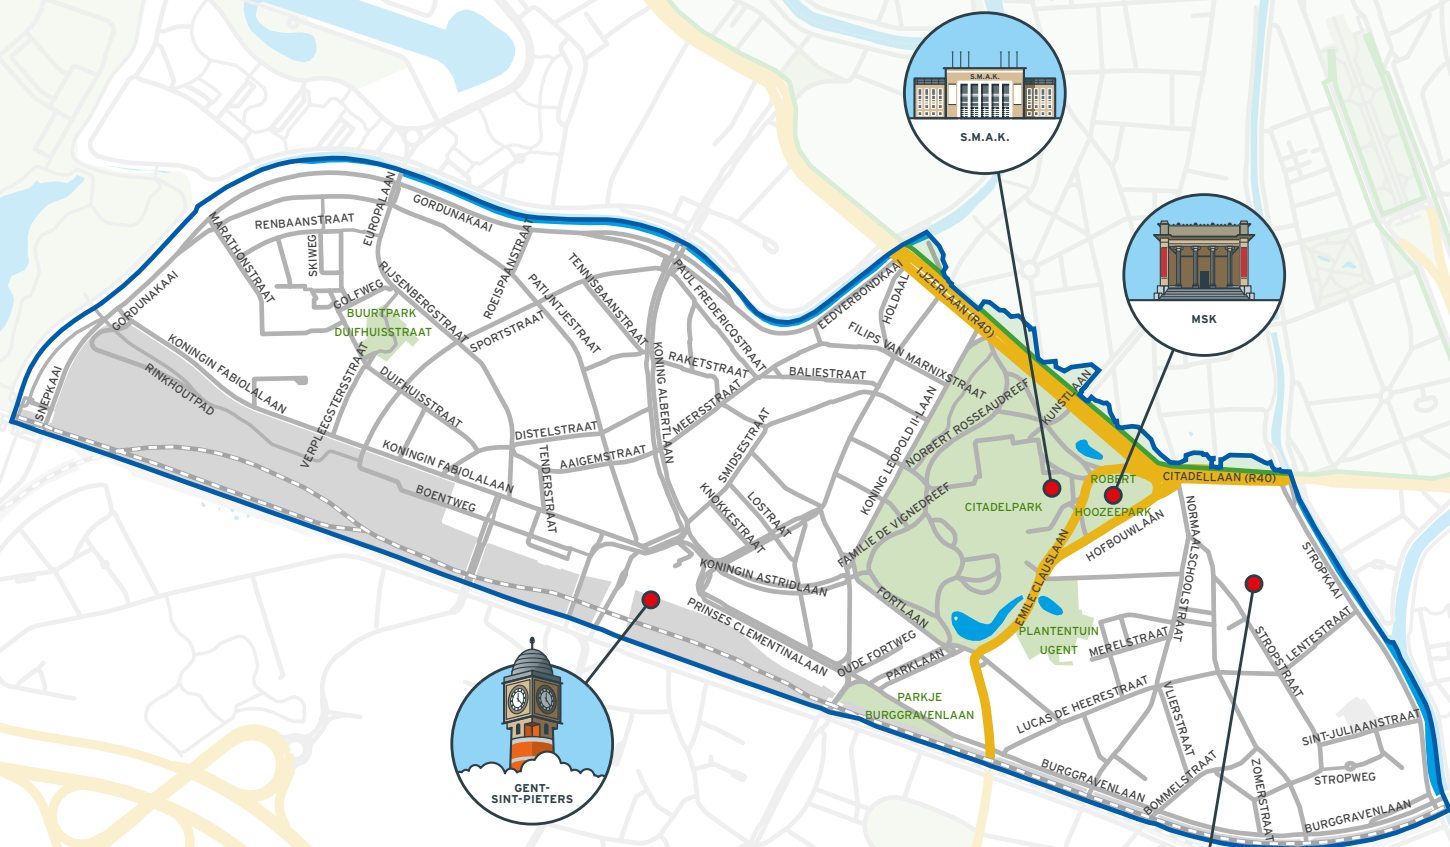 S.M.A.K.
S.M.A.K.
MSK
GENT-
SINT-PIETERS
EUROPALAAN
GORDUNAKAAI
RENBAANSTRAAT
MARATHONSTRAAT
SKIWEG
ROEISPAANSTRAAT
GORDUNAKAAI
GOLFWEG
RIJSENBERGSTRAAT
BUURTPARK
DUIFHUISSTRAAT
SPORTSTRAAT
PATIJNTJESTRAAT
TENNISBAANSTRAAT
PAUL FREDERICQSTRAAT
EEDVERBONDKAAI
HOLDAAL
IJZERLAAN (R40)
FILIPS VAN MARNIXSTRAAT
KONINGIN FABIOLALAAN
RINKHOUTPAD
SNEPKAAI
VERPLEEGSTERSSTRAAT
DUIFHUISSTRAAT
KONING ALBERTLAAN
RAKETSTRAAT
BALIESTRAAT
MEERSSTRAAT
KUNSTLAAN
NORBERT ROSSEAUDREEF
KONING LEOPOLD II-LAAN
DISTELSTRAAT
AAIGEMSTRAAT
TENDERSTRAAT
KONINGIN FABIOLALAAN
BOENTWEG
SMIDSESTRAAT
KNOKKESTRAAT
LOSTRAAT
FAMILIE DE VIGNEDREEF
CITADELPARK
ROBERT
HOOZEEPARK
CITADELLAAN (R40)
HOFBOUWLAAN
NORMAALSCHOOLSTRAAT
STROPKAAI
KONINGIN ASTRIDLAAN
PRINSES CLEMENTINALAAN
FORTLAAN
EMILE CLAUSLAAN
OUDE FORTWEG
PARKLAAN
PLANTENTUIN
UGENT
MERELSTRAAT
STROPSTRAAT
LENTESTRAAT
PARKJE
BURGGRAVENLAAN
LUCAS DE HEERESTRAAT
VLIERSTRAAT
SINT-JULIAANSTRAAT
STROPWEG
BURGGRAVENLAAN
BOMMELSTRAAT
ZOMERSTRAAT
BURGGRAVENLAAN